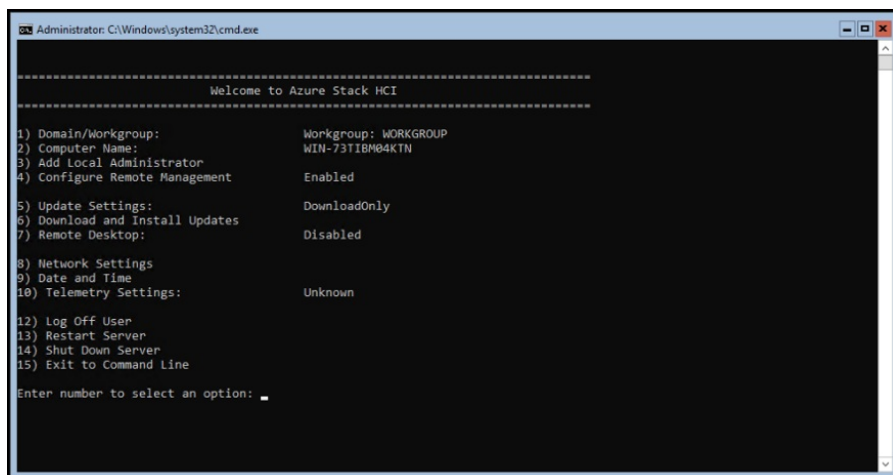 Administrator: C:\Windows\system32\cmd.exe
===============================================================================
Welcome to Azure Stack HCI
===============================================================================
1) Domain/Workgroup: Workgroup: WORKGROUP
2) Computer Name: WIN-73TIBM04KTN
3) Add Local Administrator
4) Configure Remote Management Enabled
5) Update Settings: DownloadOnly
6) Download and Install Updates
7) Remote Desktop: Disabled
8) Network Settings
9) Date and Time
10) Telemetry Settings: Unknown
12) Log Off User
13) Restart Server
14) Shut Down Server
15) Exit to Command Line
Enter number to select an option: _